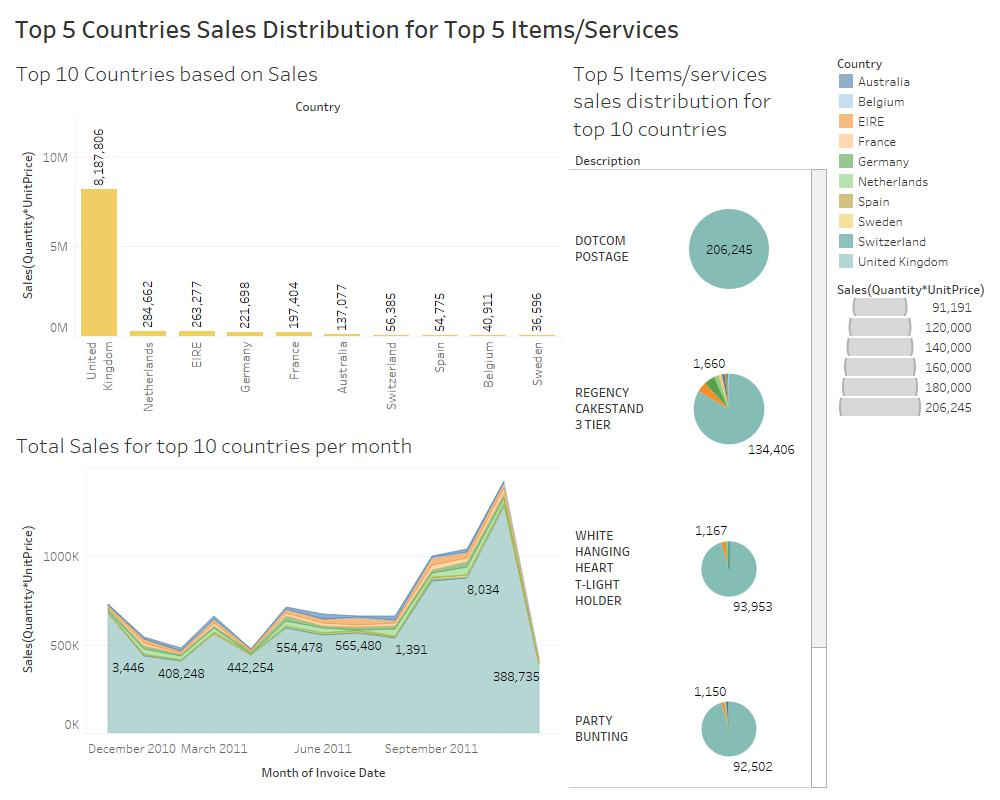 Top 5 Countries Sales Distribution for Top 5 Items/Services
Top 10 Countries based on Sales
Country
Sales(Quantity*UnitPrice)
10M
5M
0M
8,187,806
284,662
263,277
221,698
197,404
137,077
56,385
54,775
40,911
36,596
United
Kingdom
Netherlands
EIRE
Germany
France
Australia
Switzerland
Spain
Belgium
Sweden
Total Sales for top 10 countries per month
Sales(Quantity*UnitPrice)
1000K
500K
0K
3,446
408,248
442,254
554,478
565,480
1,391
8,034
388,735
December 2010
March 2011
June 2011
September 2011
Month of Invoice Date
Top 5 Items/services
sales distribution for
top 10 countries
Description
DOTCOM
POSTAGE
206,245
REGENCY
CAKESTAND
3 TIER
1,660
134,406
WHITE
HANGING
HEART
T-LIGHT
HOLDER
1,167
93,953
PARTY
BUNTING
1,150
92,502
Country
Australia
Belgium
EIRE
France
Germany
Netherlands
Spain
Sweden
Switzerland
United Kingdom
Sales(Quantity*UnitPrice)
91,191
120,000
140,000
160,000
180,000
206,245